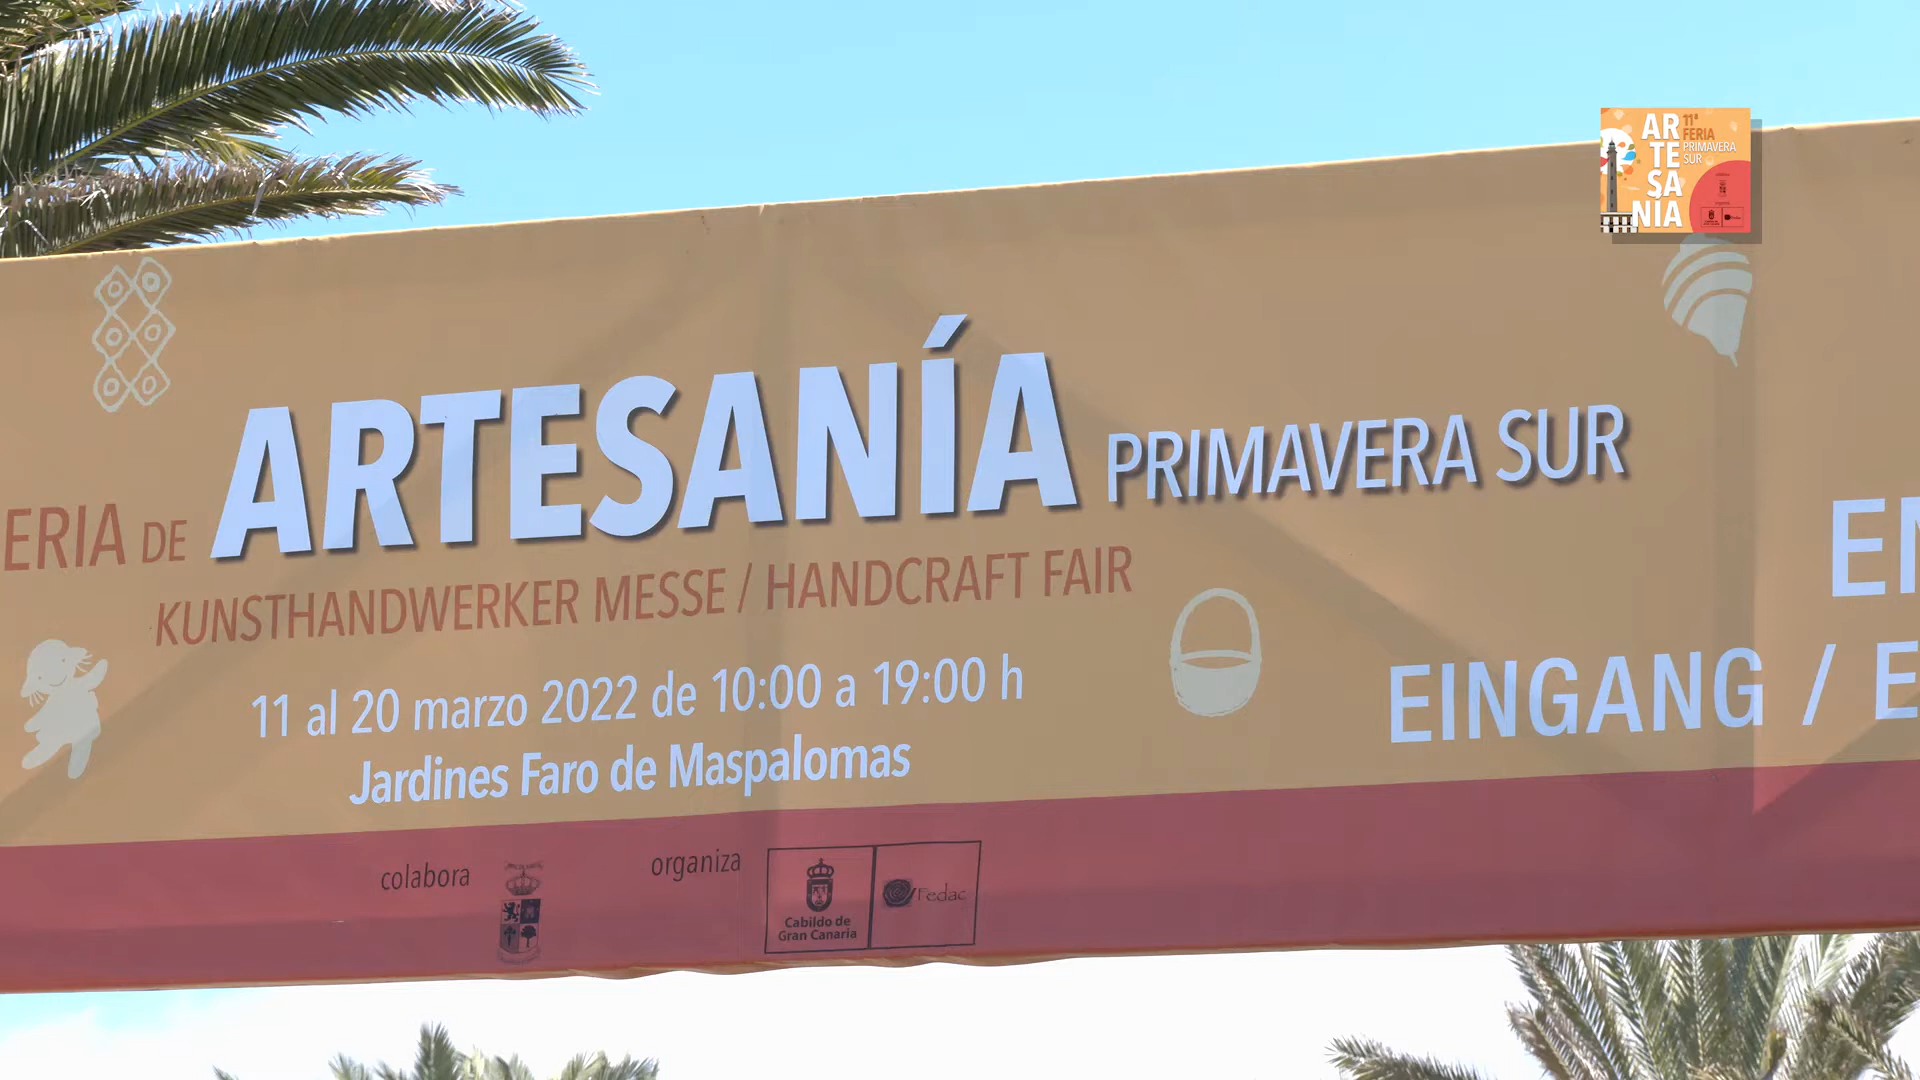 AR
TE
SA
NÍA
11ª
FERIA
PRIMAVERA
SUR
ERIA DE ARTESANÍA PRIMAVERA SUR
KUNSTHANDWERKER MESSE / HANDCRAFT FAIR
11 al 20 marzo 2022 de 10:00 a 19:00 h
Jardines Faro de Maspalomas
EN
EINGANG / E
colabora
organiza
Cabildo de
Gran Canaria
Fedac